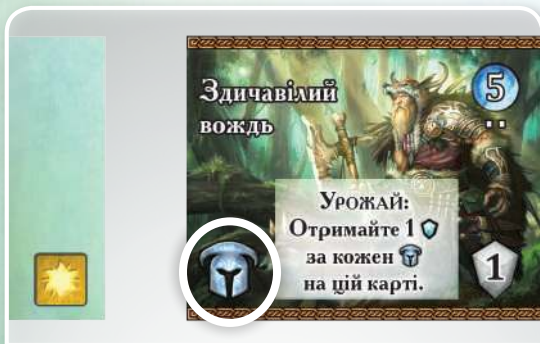 Здичавілий
вождь
5
Урожай:
Отримайте 1
за кожен
на цій карті.
1